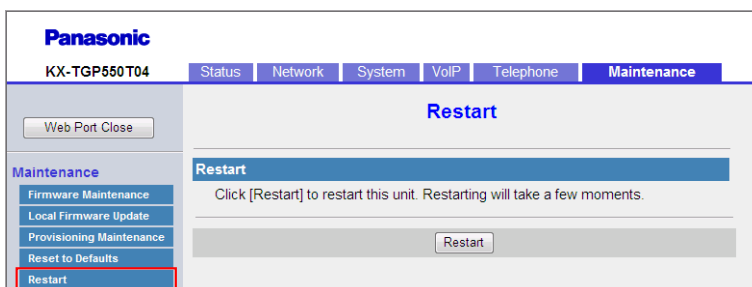 Panasonic
KX-TGP550T04
Status Network System VoIP Telephone Maintenance
Web Port Close
Restart
Maintenance
Firmware Maintenance
Local Firmware Update
Provisioning Maintenance
Reset to Defaults
Restart
Restart
Click [Restart] to restart this unit. Restarting will take a few moments.
Restart